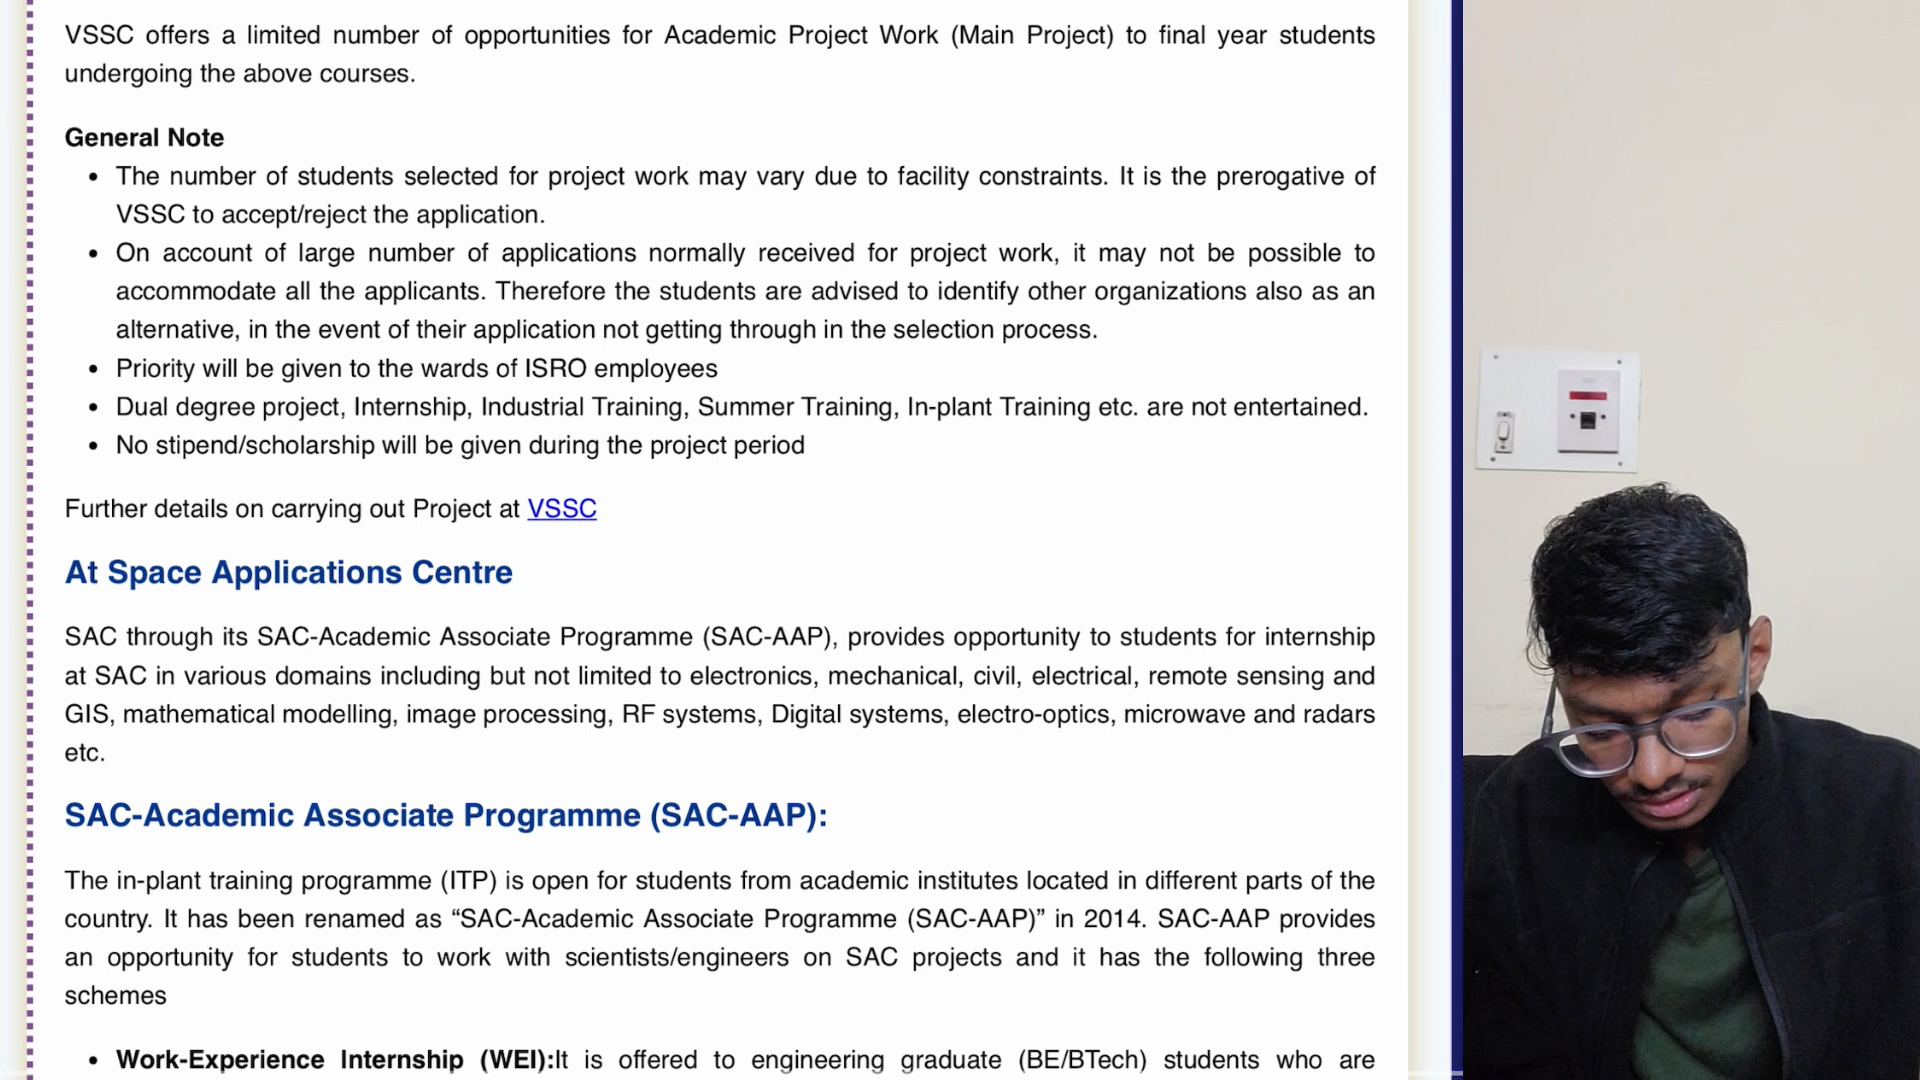 VSSC offers a limited number of opportunities for Academic Project Work (Main Project) to final year students
undergoing the above courses.
General Note
• The number of students selected for project work may vary due to facility constraints. It is the prerogative of
VSSC to accept/reject the application.
• On account of large number of applications normally received for project work, it may not be possible to
accommodate all the applicants. Therefore the students are advised to identify other organizations also as an
alternative, in the event of their application not getting through in the selection process.
• Priority will be given to the wards of ISRO employees
• Dual degree project, Internship, Industrial Training, Summer Training, In-plant Training etc. are not entertained.
• No stipend/scholarship will be given during the project period
Further details on carrying out Project at VSSC
At Space Applications Centre
SAC through its SAC-Academic Associate Programme (SAC-AAP), provides opportunity to students for internship
at SAC in various domains including but not limited to electronics, mechanical, civil, electrical, remote sensing and
GIS, mathematical modelling, image processing, RF systems, Digital systems, electro-optics, microwave and radars
etc.
SAC-Academic Associate Programme (SAC-AAP):
The in-plant training programme (ITP) is open for students from academic institutes located in different parts of the
country. It has been renamed as “SAC-Academic Associate Programme (SAC-AAP)” in 2014. SAC-AAP provides
an opportunity for students to work with scientists/engineers on SAC projects and it has the following three
schemes
• Work-Experience Internship (WEI):It is offered to engineering graduate (BE/BTech) students who are